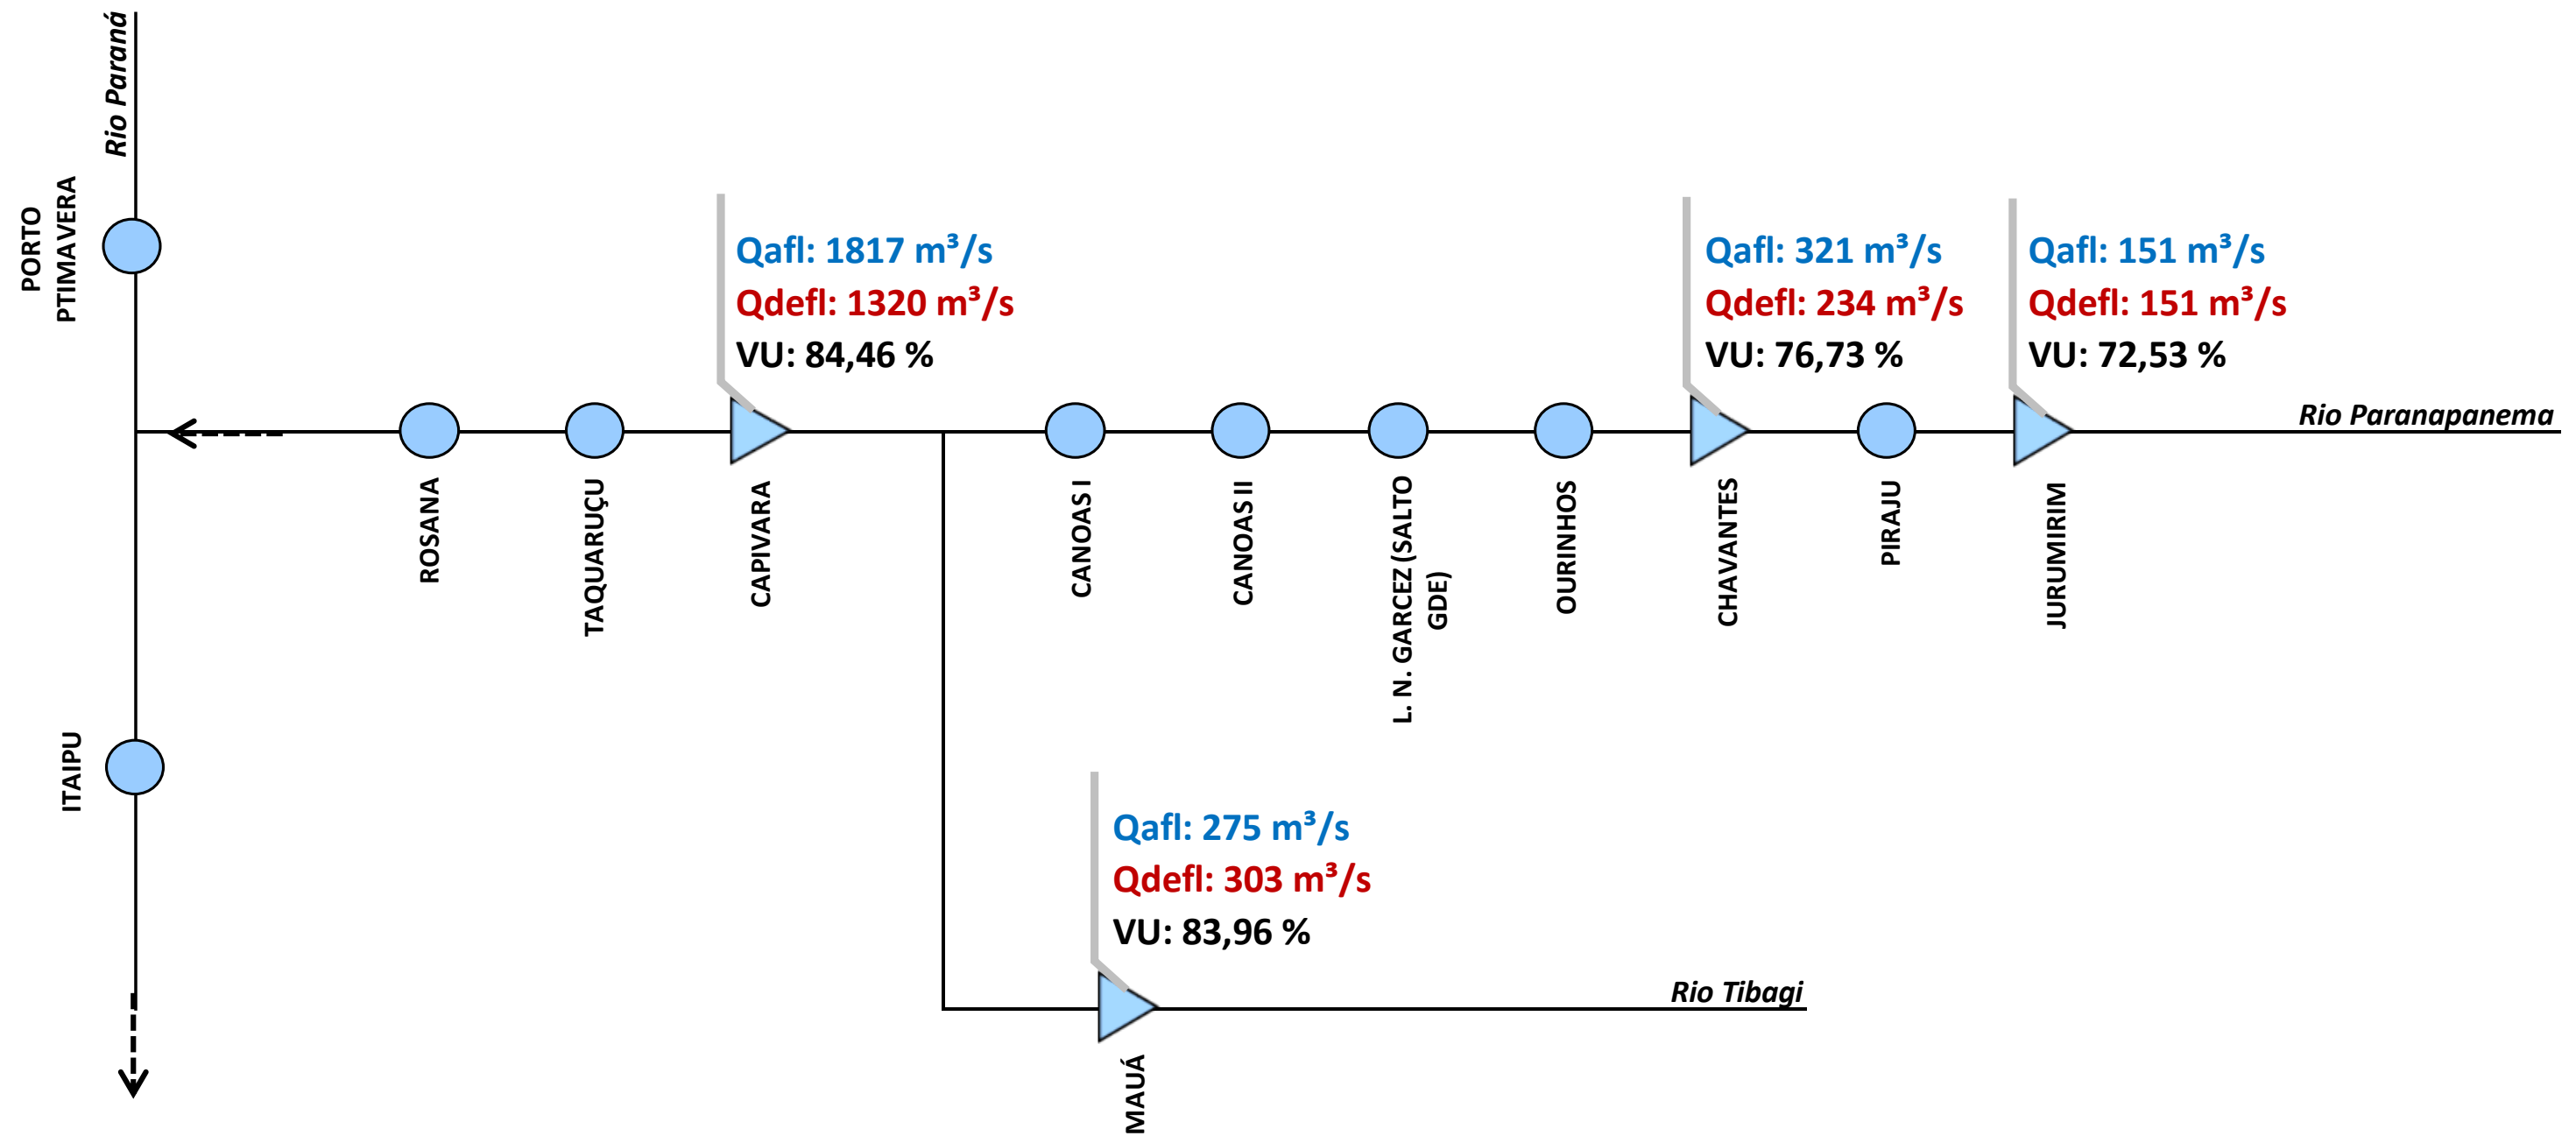 Rio Paraná
PORTO
PTIMAVERA
Qafl: 1817 m³/s
Qdefl: 1320 m³/s
VU: 84,46 %
Qafl: 321 m³/s
Qdefl: 234 m³/s
VU: 76,73 %
Qafl: 151 m³/s
Qdefl: 151 m³/s
VU: 72,53 %
Rio Paranapanema
ROSANA
TAQUARUÇU
CAPIVARA
CANOAS I
CANOAS II
L. N. GARCEZ (SALTO
GDE)
OURINHOS
CHAVANTES
PIRAJU
JURUMIRIM
ITAIPU
Qafl: 275 m³/s
Qdefl: 303 m³/s
VU: 83,96 %
Rio Tibagi
MAUÁ